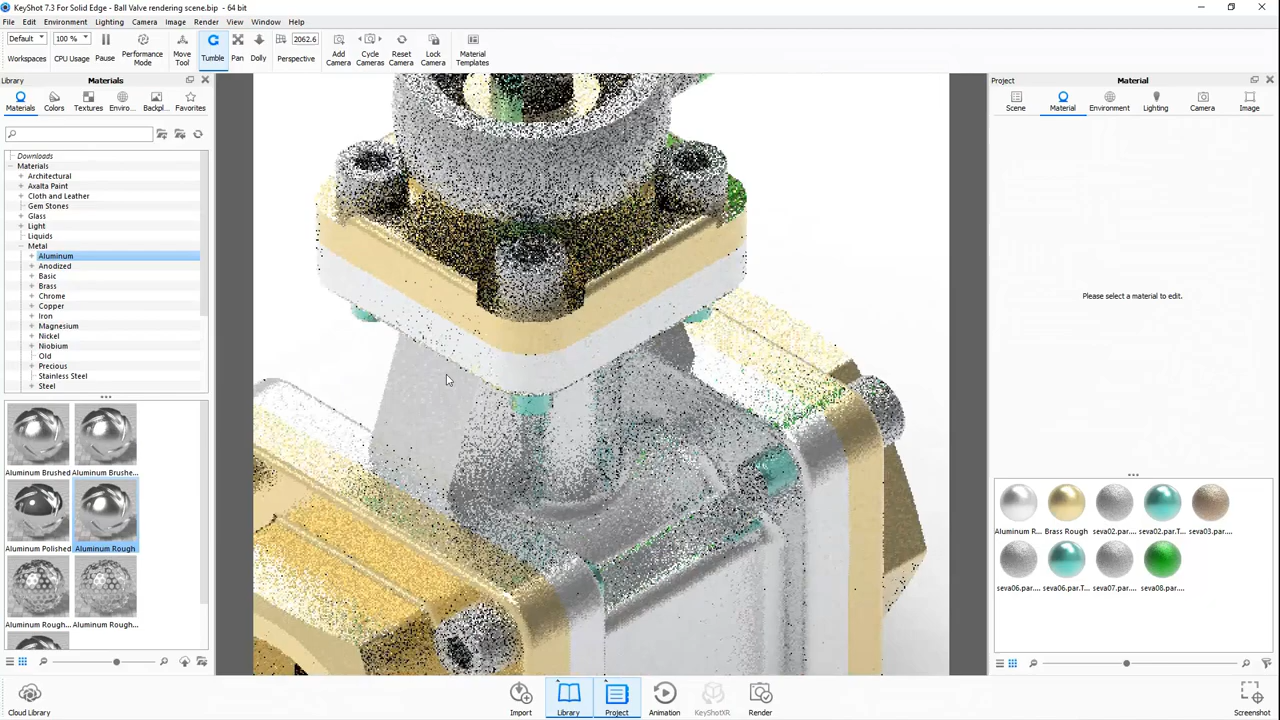 KeyShot 7.3 For Solid Edge - Ball Valve rendering scene.bip - 64 bit
File Edit Environment Lighting Camera Image Render View Window Help
Default 100 % 2062.6
Workspaces CPU Usage Pause Performance Mode Move Tool Tumble Pan Dolly Perspective Add Camera Cycle Cameras Reset Camera Lock Camera Material Templates
Library Materials
Materials Colors Textures Enviro... Backpl... Favorites
Downloads
Materials
Architectural
Axalta Paint
Cloth and Leather
Gem Stones
Glass
Light
Liquids
Metal
Aluminum
Anodized
Basic
Brass
Chrome
Copper
Iron
Magnesium
Nickel
Niobium
Old
Precious
Stainless Steel
Steel
Aluminum Brushed Aluminum Brushe...
Aluminum Polished Aluminum Rough
Aluminum Rough... Aluminum Rough...
Project Material
Scene Material Environment Lighting Camera Image
Please select a material to edit.
Aluminum R... Brass Rough seva02.par.... seva02.par.T... seva03.par....
seva06.par.... seva06.par.T... seva07.par.... seva08.par....
Cloud Library Import Library Project Animation KeyShotXR Render Screenshot